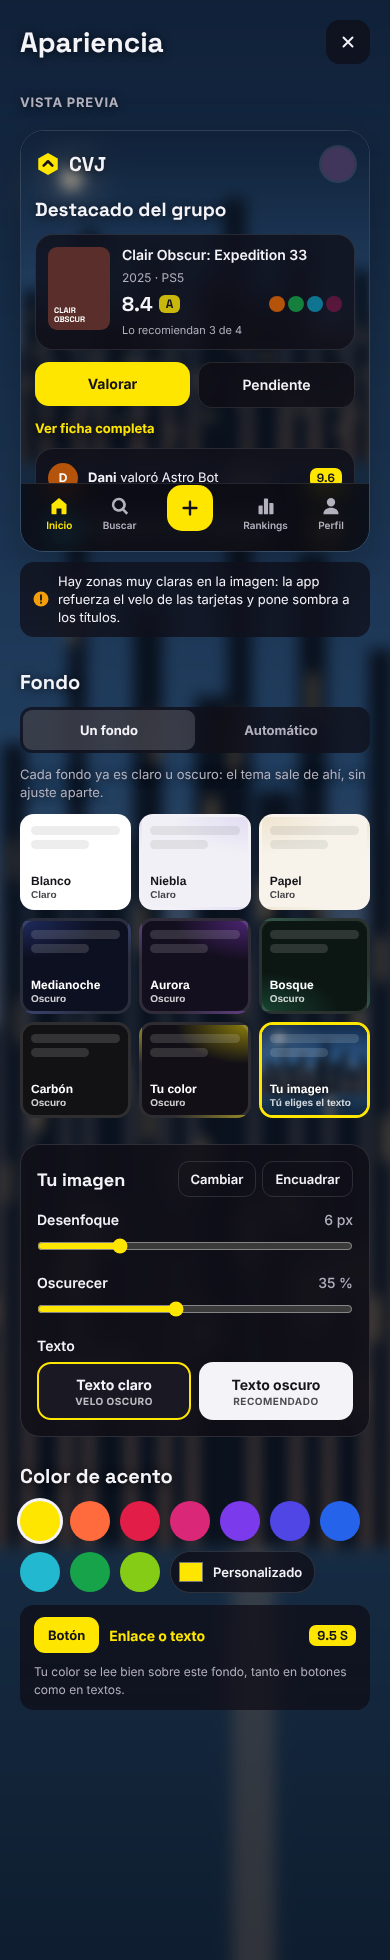 Apariencia
VISTA PREVIA
CVJ
Destacado del grupo
Clair Obscur: Expedition 33
2025 · PS5
CLAIR
OBSCUR
8.4 A
Lo recomiendan 3 de 4
Valorar
Pendiente
Ver ficha completa
D
Dani valoró Astro Bot
9.6
Inicio
Buscar
Rankings
Perfil
Hay zonas muy claras en la imagen: la app
refuerza el velo de las tarjetas y pone sombra a
los títulos.
Fondo
Un fondo
Automático
Cada fondo ya es claro u oscuro: el tema sale de ahí, sin
ajuste aparte.
Blanco
Claro
Niebla
Claro
Papel
Claro
Medianoche
Oscuro
Aurora
Oscuro
Bosque
Oscuro
Carbón
Oscuro
Tu color
Oscuro
Tu imagen
Tú eliges el texto
Tu imagen
Cambiar
Encuadrar
Desenfoque
6 px
Oscurecer
35 %
Texto
Texto claro
VELO OSCURO
Texto oscuro
RECOMENDADO
Color de acento
Personalizado
Botón
Enlace o texto
9.5 S
Tu color se lee bien sobre este fondo, tanto en botones
como en textos.